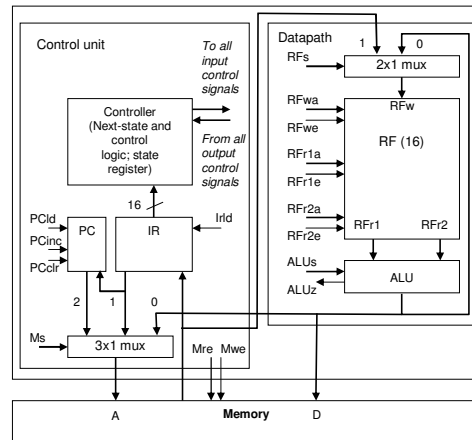 Control unit
To all
input
control
signals
Controller
(Next-state and
control
logic; state
register)
From all
output
control
signals
16
PCld
PCinc
PCclr
PC
IR
Irld
2
1
0
Ms
3x1 mux
Mre
Mwe
Datapath
1
0
RFs
2x1 mux
RFwa
RFwe
RFw
RF (16)
RFr1a
RFr1e
RFr2a
RFr2e
RFr1
RFr2
ALUs
ALUz
ALU
A
Memory
D